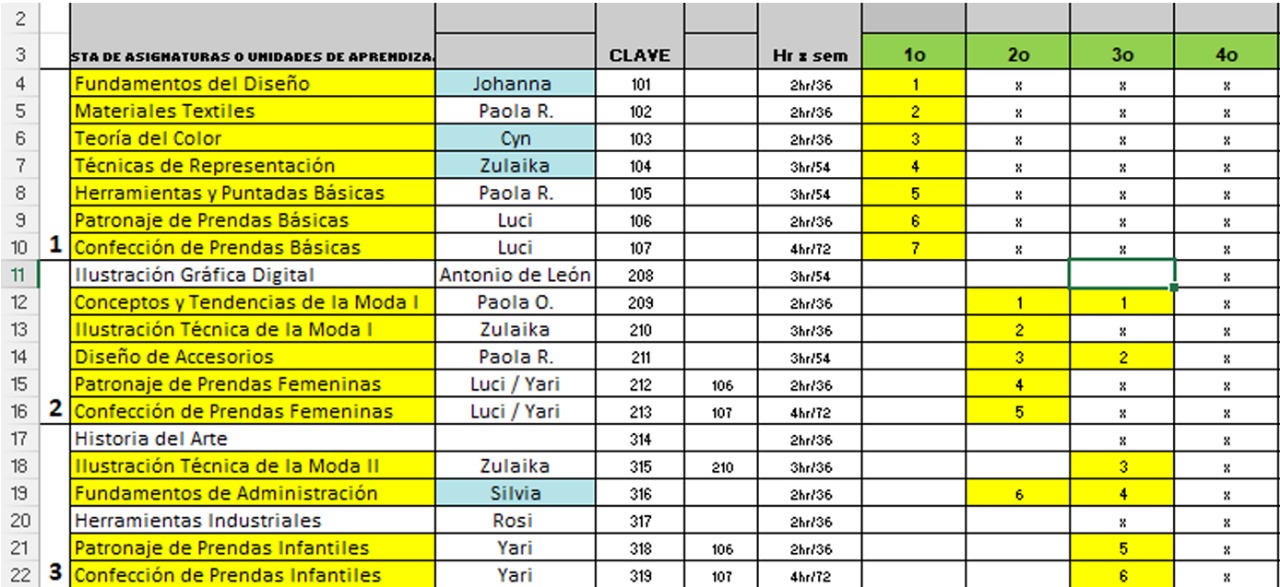 2
3 STA DE ASIGNATURAS O UNIDADES DE APRENDIZA. CLAVE Hr x sem 1o 2o 3o 4o
4 Fundamentos del Diseño Johanna 101 2hr/36 1 x x x
5 Materiales Textiles Paola R. 102 2hr/36 2 x x x
6 Teoría del Color Cyn 103 2hr/36 3 x x x
7 Técnicas de Representación Zulaika 104 3hr/54 4 x x x
8 Herramientas y Puntadas Básicas Paola R. 105 3hr/54 5 x x x
9 Patronaje de Prendas Básicas Luci 106 2hr/36 6 x x x
10 1 Confección de Prendas Básicas Luci 107 4hr/72 7 x x x
11 Ilustración Gráfica Digital Antonio de León 208 3hr/54 x
12 Conceptos y Tendencias de la Moda I Paola O. 209 2hr/36 1 1 x
13 Ilustración Técnica de la Moda I Zulaika 210 3hr/36 2 x x
14 Diseño de Accesorios Paola R. 211 3hr/54 3 2 x
15 Patronaje de Prendas Femeninas Luci / Yari 212 106 2hr/36 4 x x
16 2 Confección de Prendas Femeninas Luci / Yari 213 107 4hr/72 5 x x
17 Historia del Arte 314 2hr/36 x x
18 Ilustración Técnica de la Moda II Zulaika 315 210 3hr/36 3 x
19 Fundamentos de Administración Silvia 316 2hr/36 6 4 x
20 Herramientas Industriales Rosi 317 2hr/36 x x
21 Patronaje de Prendas Infantiles Yari 318 106 2hr/36 5 x
22 3 Confección de Prendas Infantiles Yari 319 107 4hr/72 6 x